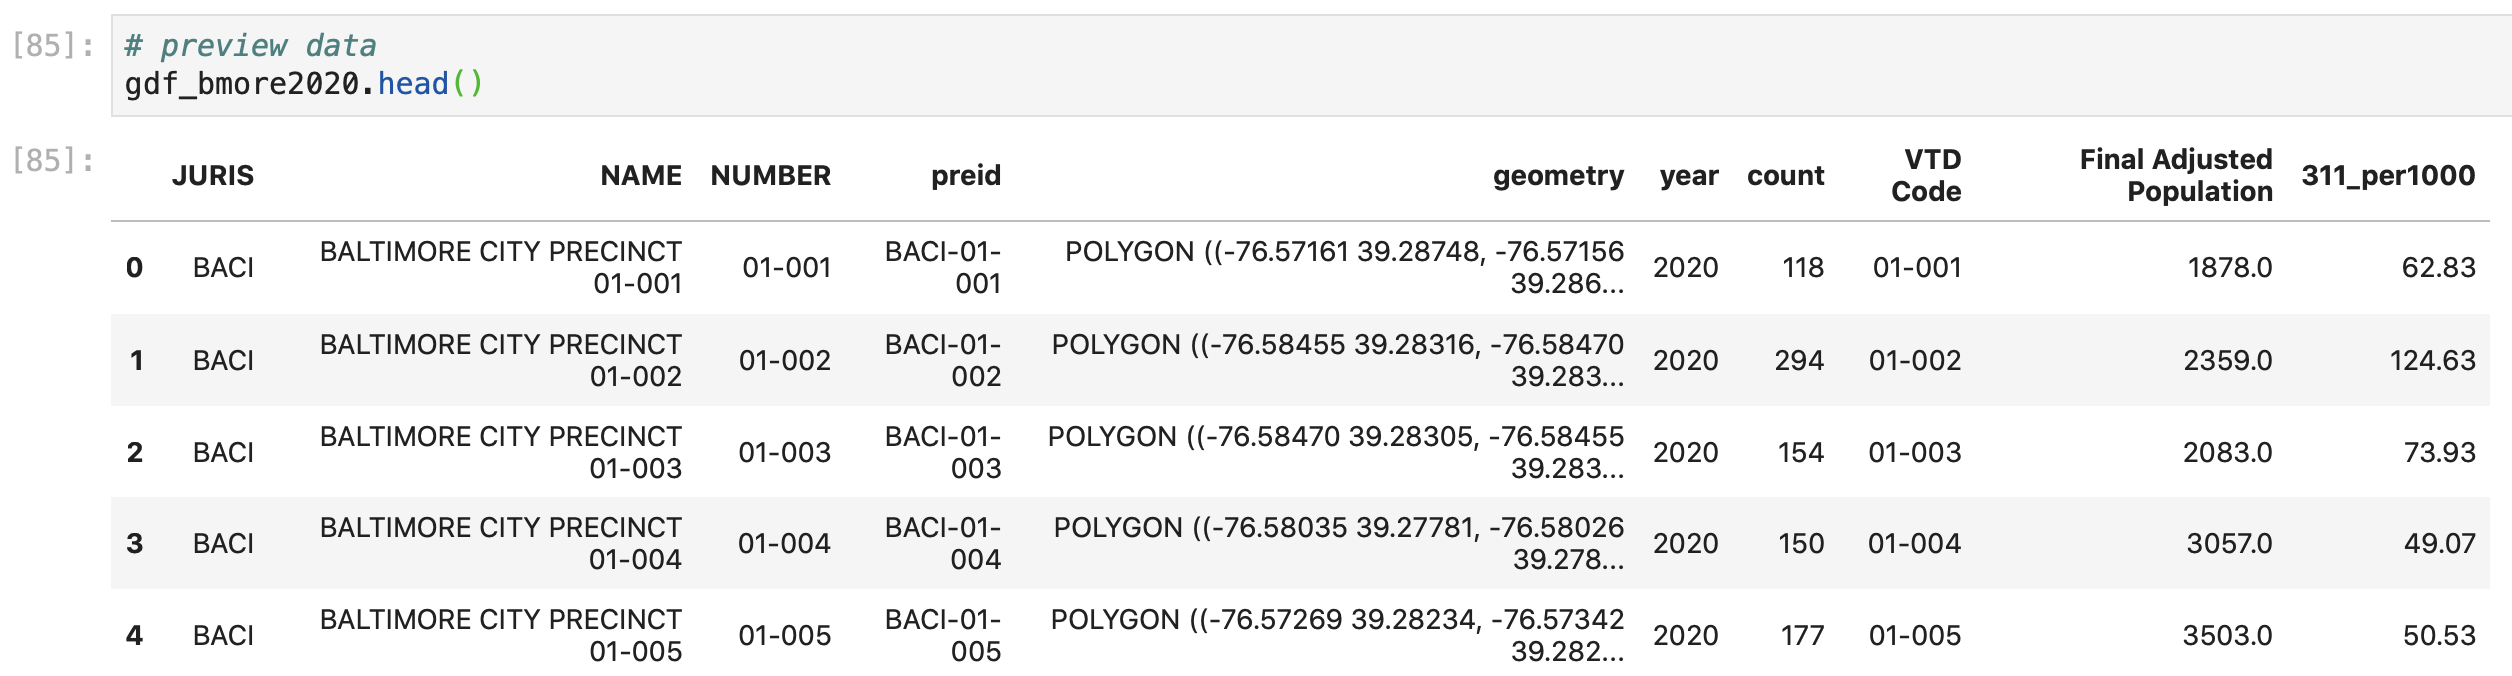 [85]: # preview data
gdf_bmore2020.head()
[85]:
JURIS NAME NUMBER preid geometry year count VTD Code Final Adjusted Population 311_per1000
0 BACI BALTIMORE CITY PRECINCT 01-001 01-001 BACI-01-001 POLYGON ((-76.57161 39.28748, -76.57156 39.286... 2020 118 01-001 1878.0 62.83
1 BACI BALTIMORE CITY PRECINCT 01-002 01-002 BACI-01-002 POLYGON ((-76.58455 39.28316, -76.58470 39.283... 2020 294 01-002 2359.0 124.63
2 BACI BALTIMORE CITY PRECINCT 01-003 01-003 BACI-01-003 POLYGON ((-76.58470 39.28305, -76.58455 39.283... 2020 154 01-003 2083.0 73.93
3 BACI BALTIMORE CITY PRECINCT 01-004 01-004 BACI-01-004 POLYGON ((-76.58035 39.27781, -76.58026 39.278... 2020 150 01-004 3057.0 49.07
4 BACI BALTIMORE CITY PRECINCT 01-005 01-005 BACI-01-005 POLYGON ((-76.57269 39.28234, -76.57342 39.282... 2020 177 01-005 3503.0 50.53